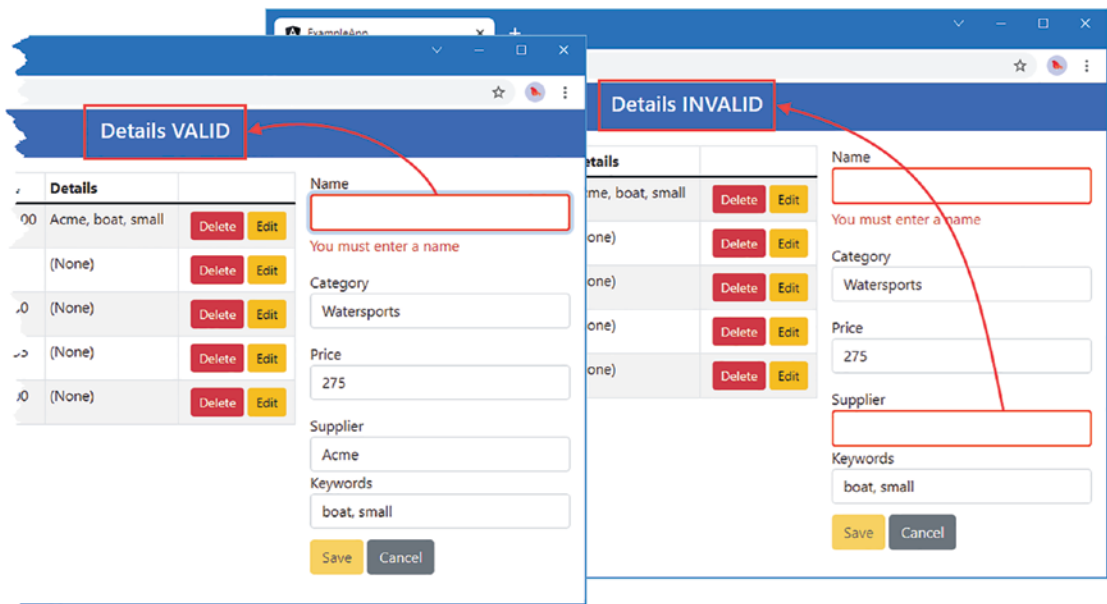 ExampleApp
Details VALID
Details
Acme, boat, small Delete Edit
(None) Delete Edit
(None) Delete Edit
(None) Delete Edit
(None) Delete Edit
Name
You must enter a name
Category
Watersports
Price
275
Supplier
Acme
Keywords
boat, small
Save Cancel
Details INVALID
etails
cme, boat, small Delete Edit
one) Delete Edit
one) Delete Edit
one) Delete Edit
one) Delete Edit
Name
You must enter a name
Category
Watersports
Price
275
Supplier
Keywords
boat, small
Save Cancel